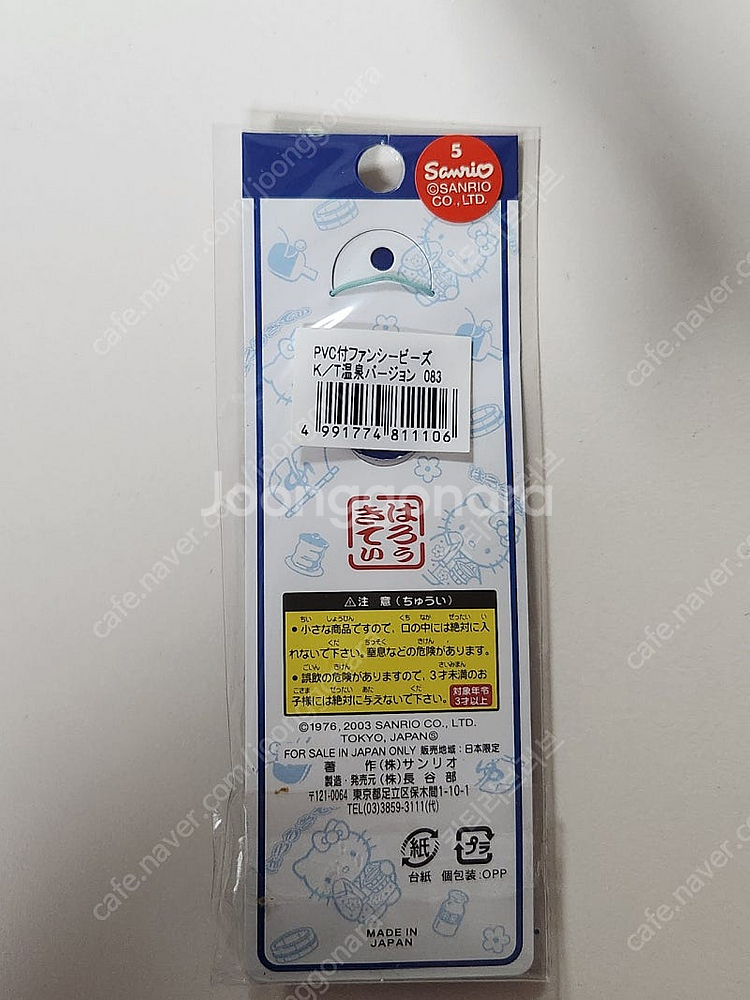 5
Sanrio
©SANRIO
CO., LTD.
PVC付ファンシービーズ
K／T温泉バージョン 083
4 991774 811106
Joonggonara
はろう
きてぃ
⚠注 意（ちゅうい）
●小さな商品ですので、口の中には絶対に入
れないで下さい。窒息などの危険があります。
●誤飲の危険がありますので、3才未満のお
子様には絶対に与えないで下さい。
対象年令
3才以上
©1976, 2003 SANRIO CO., LTD.
TOKYO, JAPANⓈ
FOR SALE IN JAPAN ONLY 販売地域：日本限定
著 作（株）サンリオ
製造・発売元（株）長谷部
〒121-0064 東京都足立区保木間1-10-1
TEL(03)3859-3111(代)
紙 プラ
台紙 個包装:OPP
MADE IN
JAPAN
cafe.naver.com/joonggonara